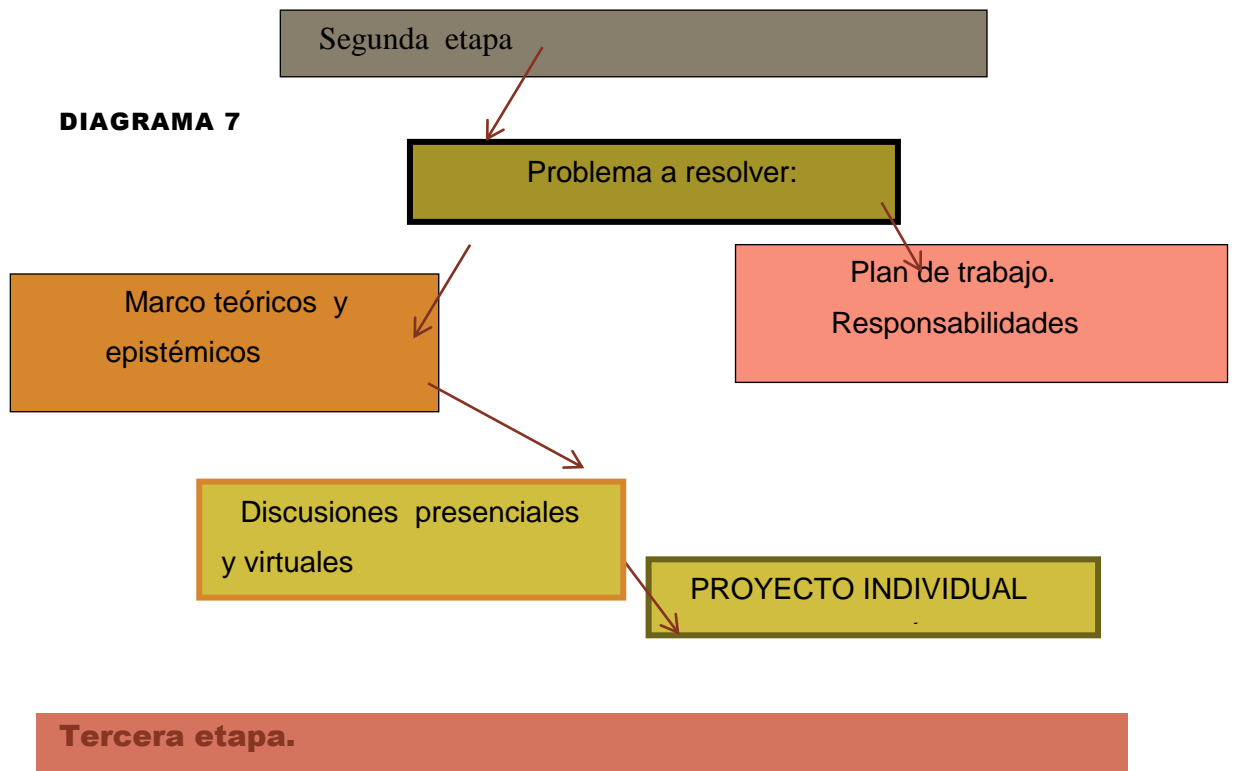 Segunda etapa
DIAGRAMA 7
Problema a resolver:
Marco teóricos y
epistémicos
Plan de trabajo.
Responsabilidades
Discusiones presenciales
y virtuales
PROYECTO INDIVIDUAL
Tercera etapa.